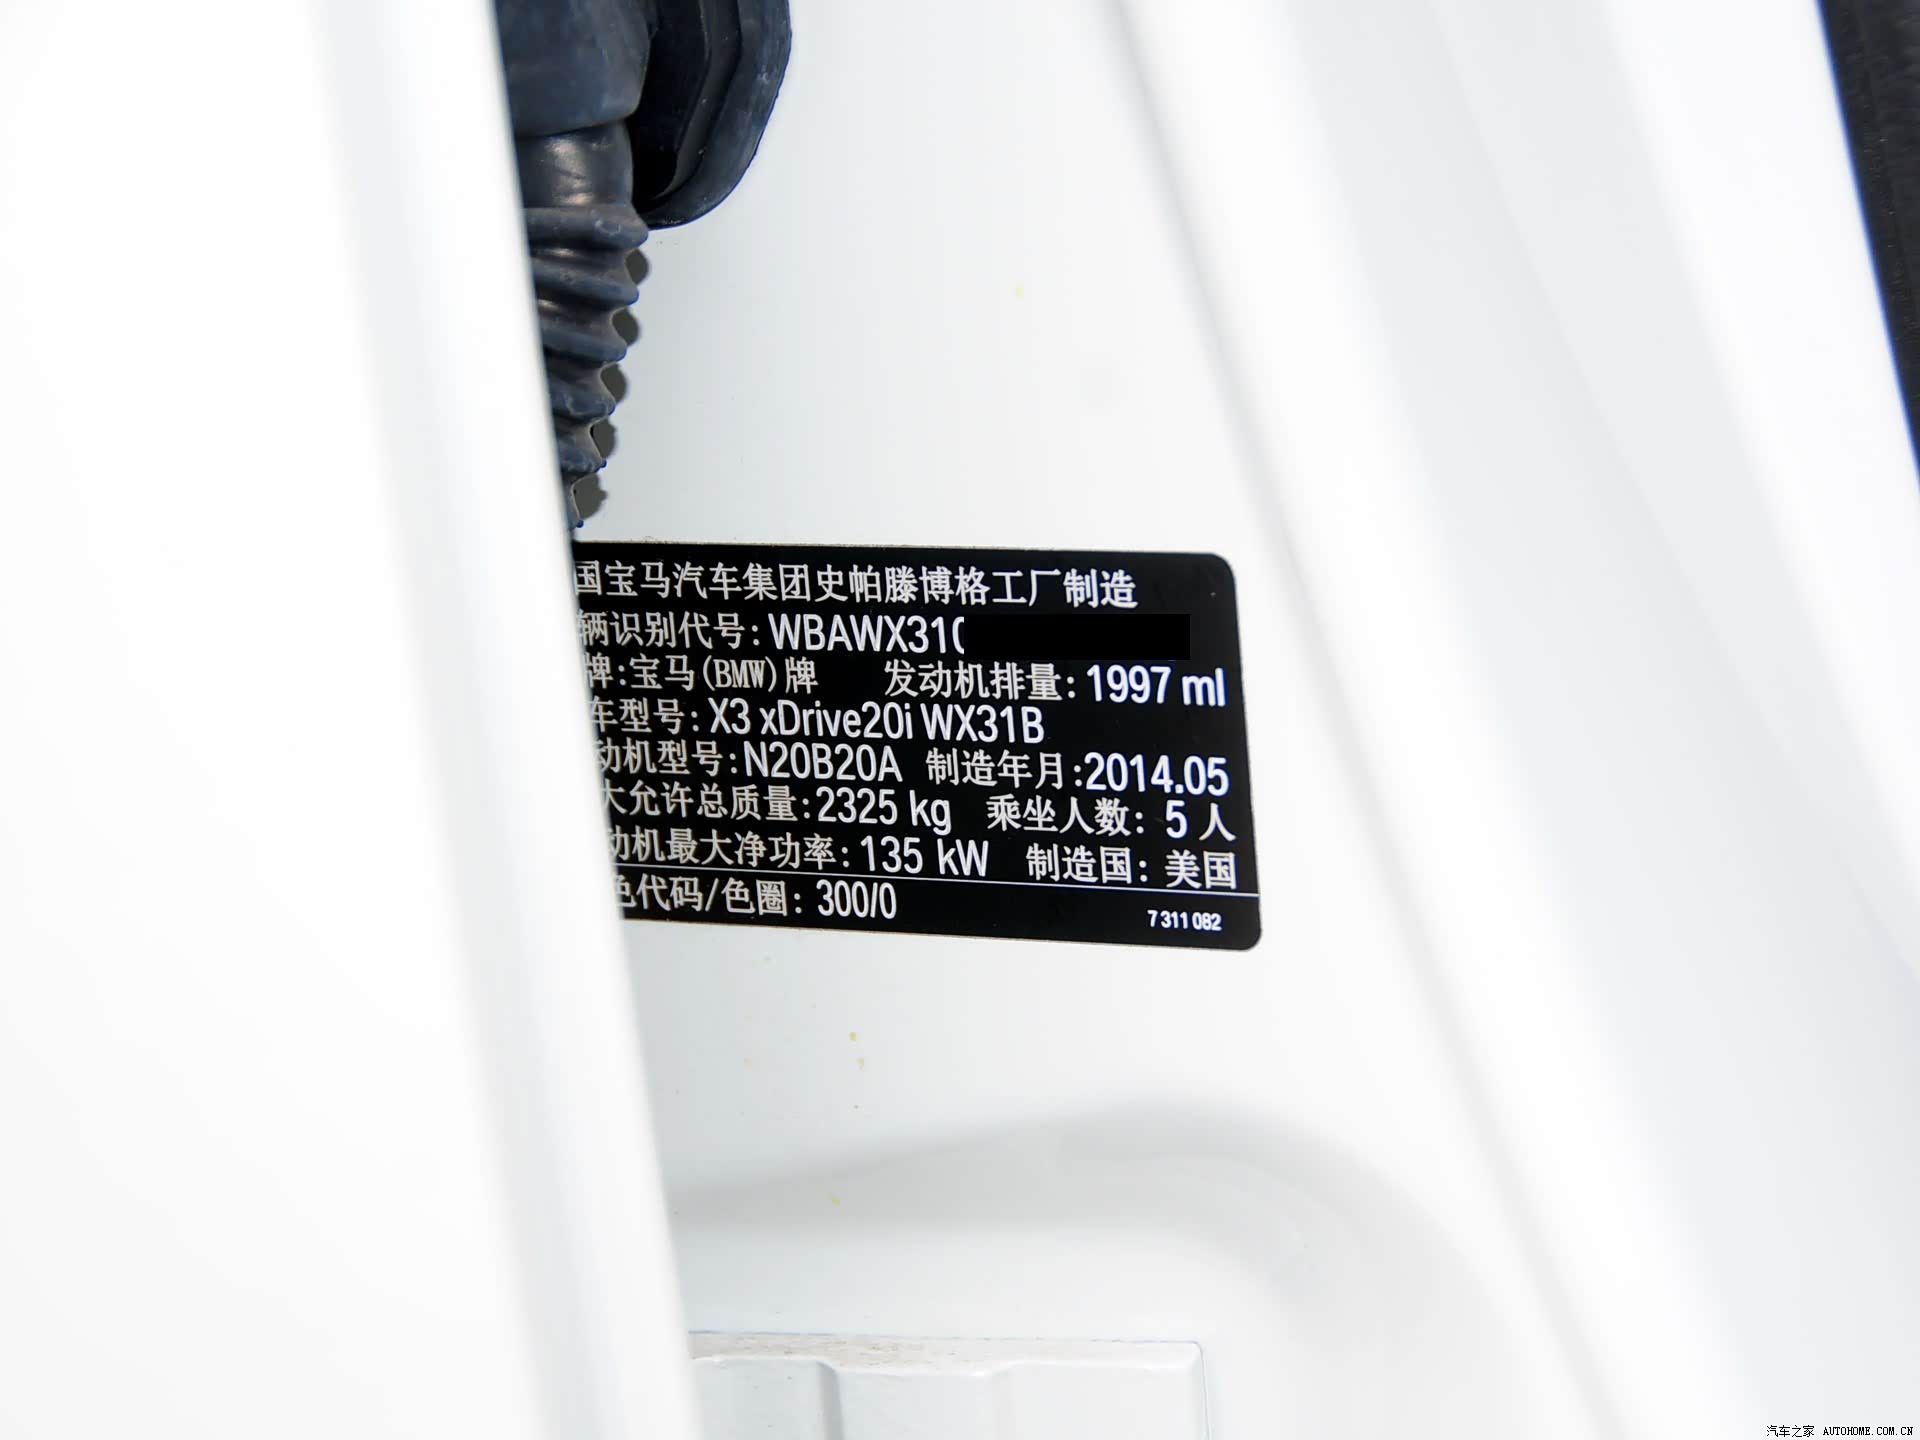 国宝马汽车集团史帕滕博格工厂制造
辆识别代号:WBAWX310
牌:宝马(BMW)牌 发动机排量:1997 ml
车型号:X3 xDrive20i WX31B
动机型号:N20B20A 制造年月:2014.05
大允许总质量:2325 kg 乘坐人数:5人
动机最大净功率:135 kW 制造国:美国
色代码/色圈:300/0
7 311 082
汽车之家 AUTOHOME.COM.CN